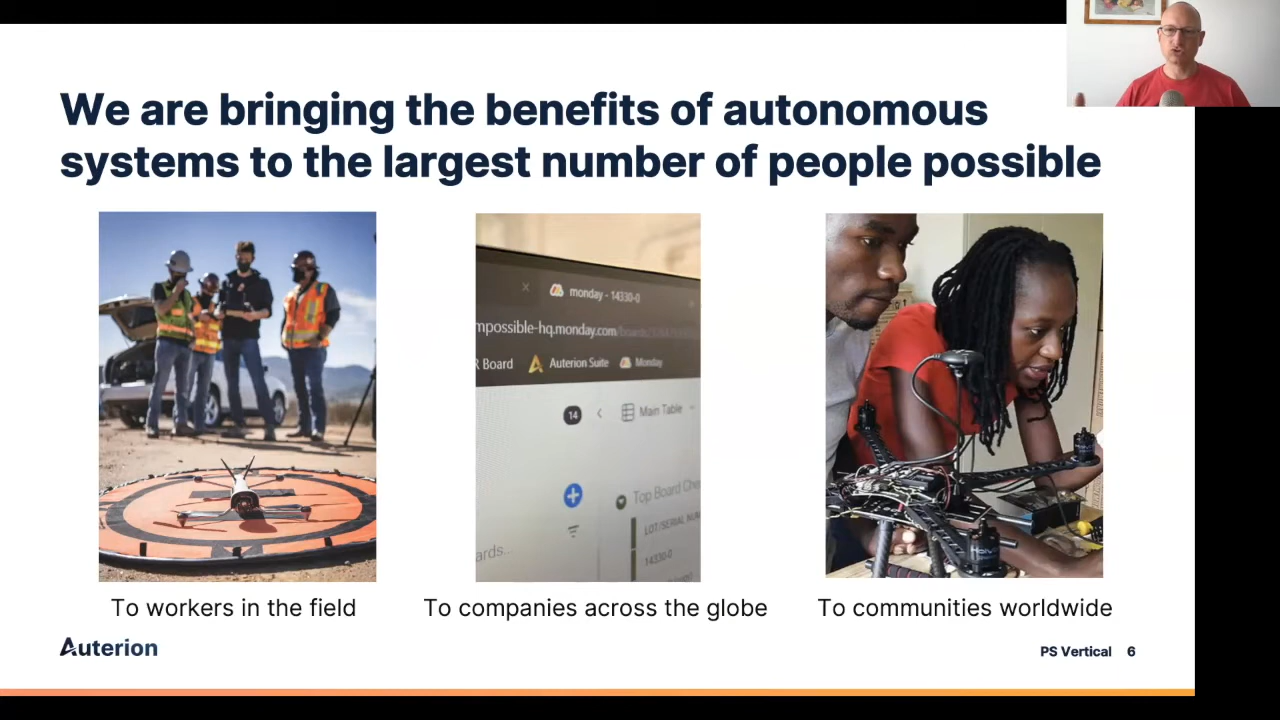 We are bringing the benefits of autonomous
systems to the largest number of people possible
monday - 14330-0
mpossible-hq.monday.com
R Board
Auterion Suite
Monday
14
Main Table
Top Board Che
LOT/SERIAL NUM
14330-0
ards...
To workers in the field
To companies across the globe
To communities worldwide
Auterion
PS Vertical 6